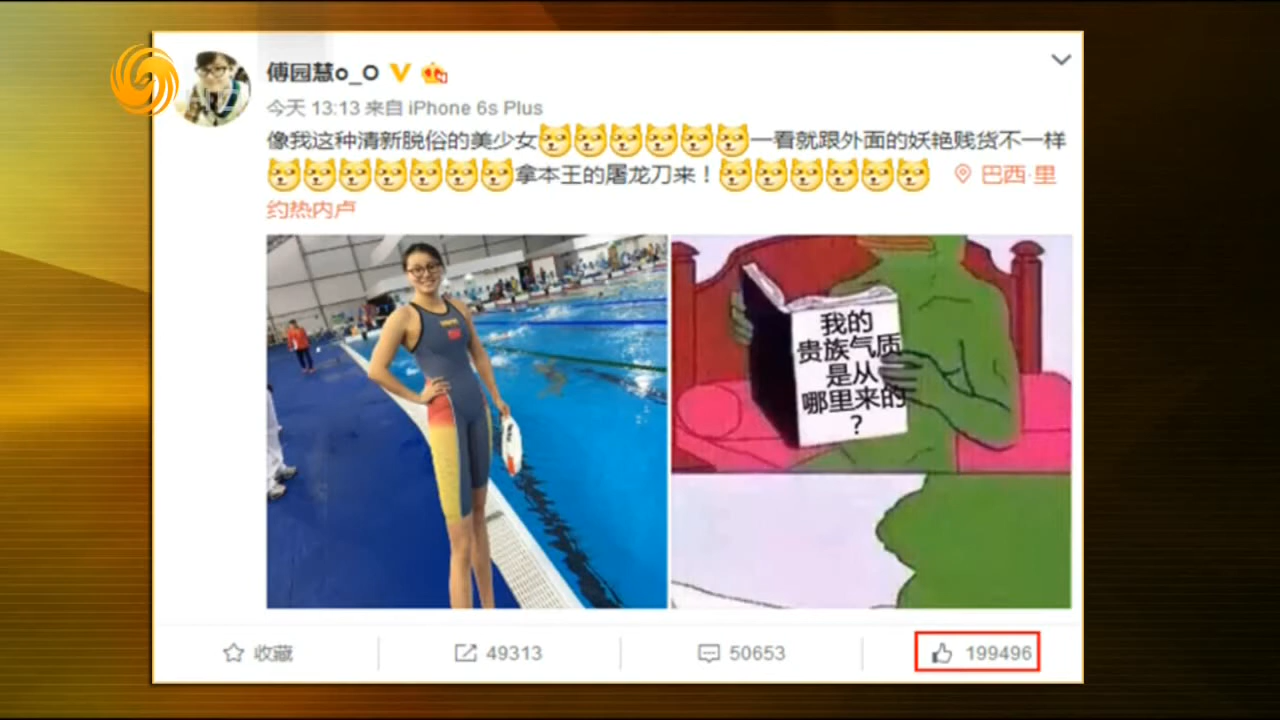 傅园慧o_O
今天 13:13 来自 iPhone 6s Plus
像我这种清新脱俗的美少女一看就跟外面的妖艳贱货不一样
拿本王的屠龙刀来！ 巴西·里
约热内卢
我的
贵族气质
是从
哪里来的
？
收藏
49313
50653
199496